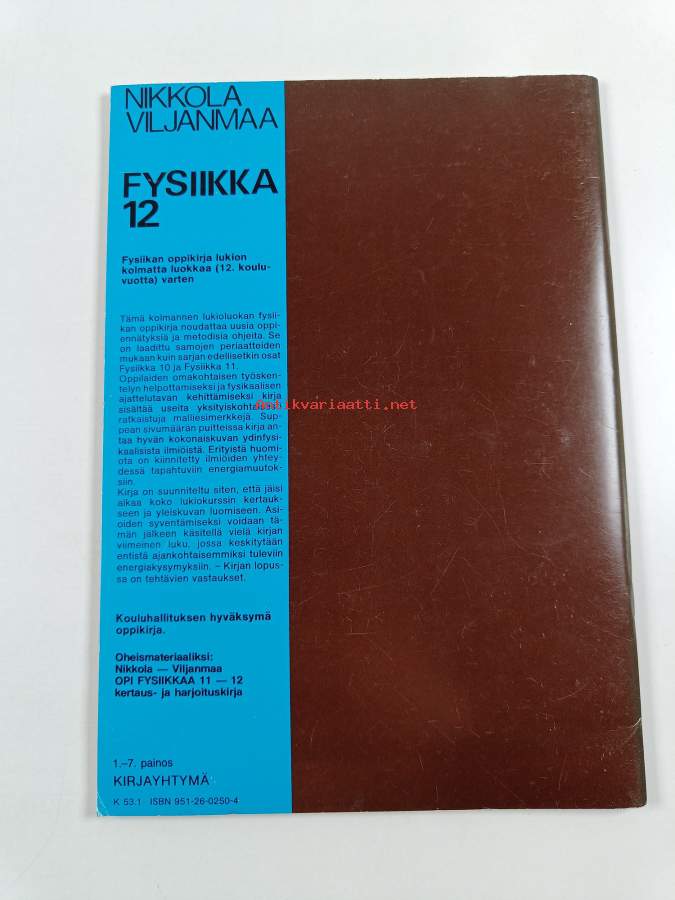 NIKKOLA
VILJANMAA
FYSIIKKA
12
Fysiikan oppikirja lukion
kolmatta luokkaa (12. koulu-
vuotta) varten
Tämä kolmannen lukioluokan fysii-
kan oppikirja noudattaa uusia oppi-
ennätyksiä ja metodisia ohjeita. Se
on laadittu samojen periaatteiden
mukaan kuin sarjan edellisetkin osat
Fysiikka 10 ja Fysiikka 11.
Oppilaiden omakohtaisen työsken-
telyn helpottamiseksi ja fysikaalisen
ajattelutavan kehittämiseksi kirja
sisältää useita
ratkaistuja malliesimerkkejä. Sup-
pean sivumäärän puitteissa kirja an-
taa hyvän kokonaiskuvan ydinfysi-
kaalisista ilmiöistä. Erityistä huomi-
ota on kiinnitetty ilmiöiden yhtey-
dessä tapahtuviin energiamuutok-
siin.
Kirja on suunniteltu siten, että jäisi
aikaa koko lukiokurssin kertauk-
seen ja yleiskuvan luomiseen. Asi-
oiden syventämiseksi voidaan tä-
män jälkeen käsitellä vielä kirjan
viimeinen luku, jossa keskitytään
entistä ajankohtaisemmiksi tuleviin
energiakysymyksiin. – Kirjan lopus-
sa on tehtävien vastaukset.
Antikvariaatti.net
Kouluhallituksen hyväksymä
oppikirja.
Oheismateriaaliksi:
Nikkola — Viljanmaa
OPI FYSIIKKAA 11 — 12
kertaus- ja harjoituskirja
1.–7. painos
KIRJAYHTYMÄ
K 53.1 ISBN 951-26-0250-4